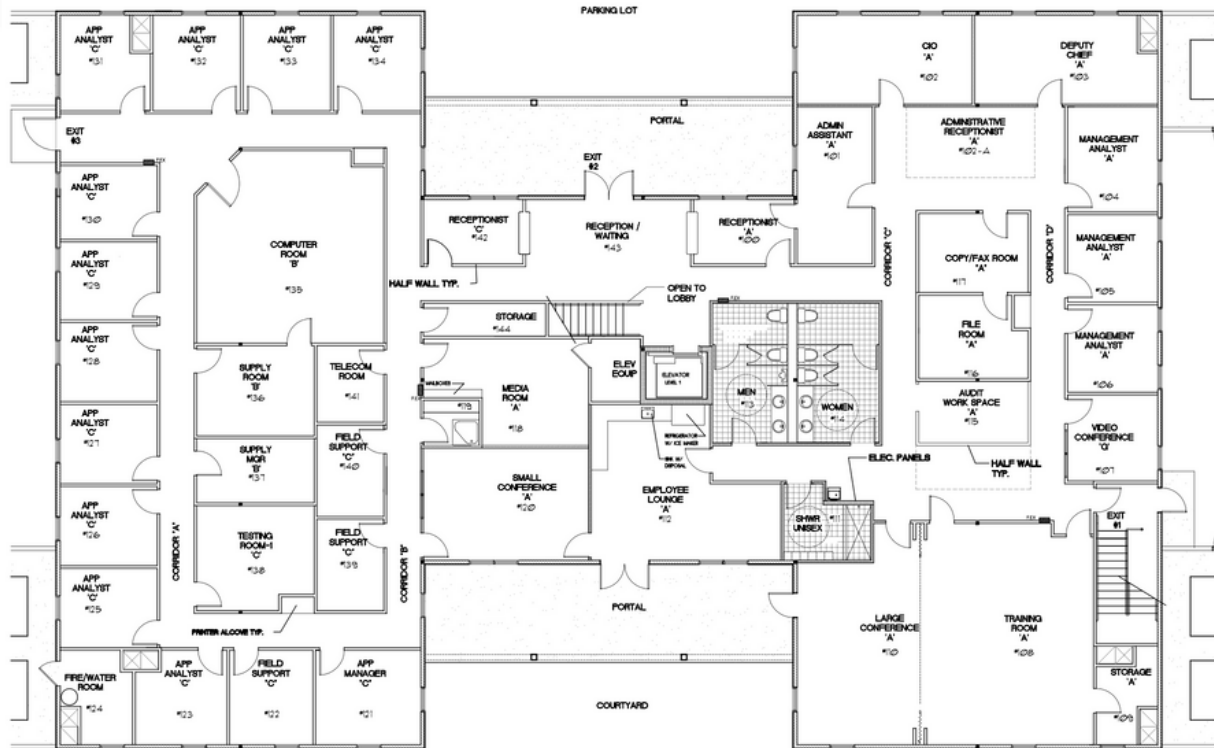 PARKING LOT
APP
ANALYST
'C'
#131
APP
ANALYST
'C'
#132
APP
ANALYST
'C'
#133
APP
ANALYST
'C'
#134
CIO
'A'
#102
DEPUTY
CHIEF
'A'
#103
EXIT
#3
PORTAL
EXIT
#2
ADMIN
ASSISTANT
'A'
#101
ADMINISTRATIVE
RECEPTIONIST
'A'
#102-A
MANAGEMENT
ANALYST
'A'
#104
APP
ANALYST
'C'
#130
COMPUTER
ROOM
'B'
#135
RECEPTIONIST
'C'
#142
RECEPTION /
WAITING
#143
RECEPTIONIST
'A'
#100
CORRIDOR 'C'
COPY/FAX ROOM
'A'
#117
CORRIDOR 'D'
MANAGEMENT
ANALYST
'A'
#105
APP
ANALYST
'C'
#129
HALF WALL TYP.
OPEN TO
LOBBY
STORAGE
#144
FILE
ROOM
'A'
#116
MANAGEMENT
ANALYST
'A'
#106
APP
ANALYST
'C'
#128
SUPPLY
ROOM
'B'
#136
TELECOM
ROOM
#141
MAILBOXES
#119
MEDIA
ROOM
'A'
#118
ELEV
EQUIP
ELEVATOR
LEVEL 1
MEN
#113
WOMEN
#114
AUDIT
WORK SPACE
'A'
#115
VIDEO
CONFERENCE
'G'
#107
APP
ANALYST
'C'
#127
SUPPLY
MGR
'B'
#137
FIELD
SUPPORT
"C"
#140
REFRIGERATOR
W/ ICE MAKER
SINK W/
DISPOSAL
ELEC. PANELS
HALF WALL
TYP.
SMALL
CONFERENCE
'A'
#120
EMPLOYEE
LOUNGE
'A'
#112
SHWR
UNISEX
#111
EXIT
#1
APP
ANALYST
'C'
#126
CORRIDOR "A"
TESTING
ROOM-1
'C'
#138
FIELD
SUPPORT
"C"
#139
CORRIDOR "B"
APP
ANALYST
'C'
#125
PRINTER ALCOVE TYP.
PORTAL
LARGE
CONFERENCE
'A'
#110
TRAINING
ROOM
'A'
#108
FIRE/WATER
ROOM
#124
APP
ANALYST
'C'
#123
FIELD
SUPPORT
"C"
#122
APP
MANAGER
"C"
#121
COURTYARD
STORAGE
'A'
#109